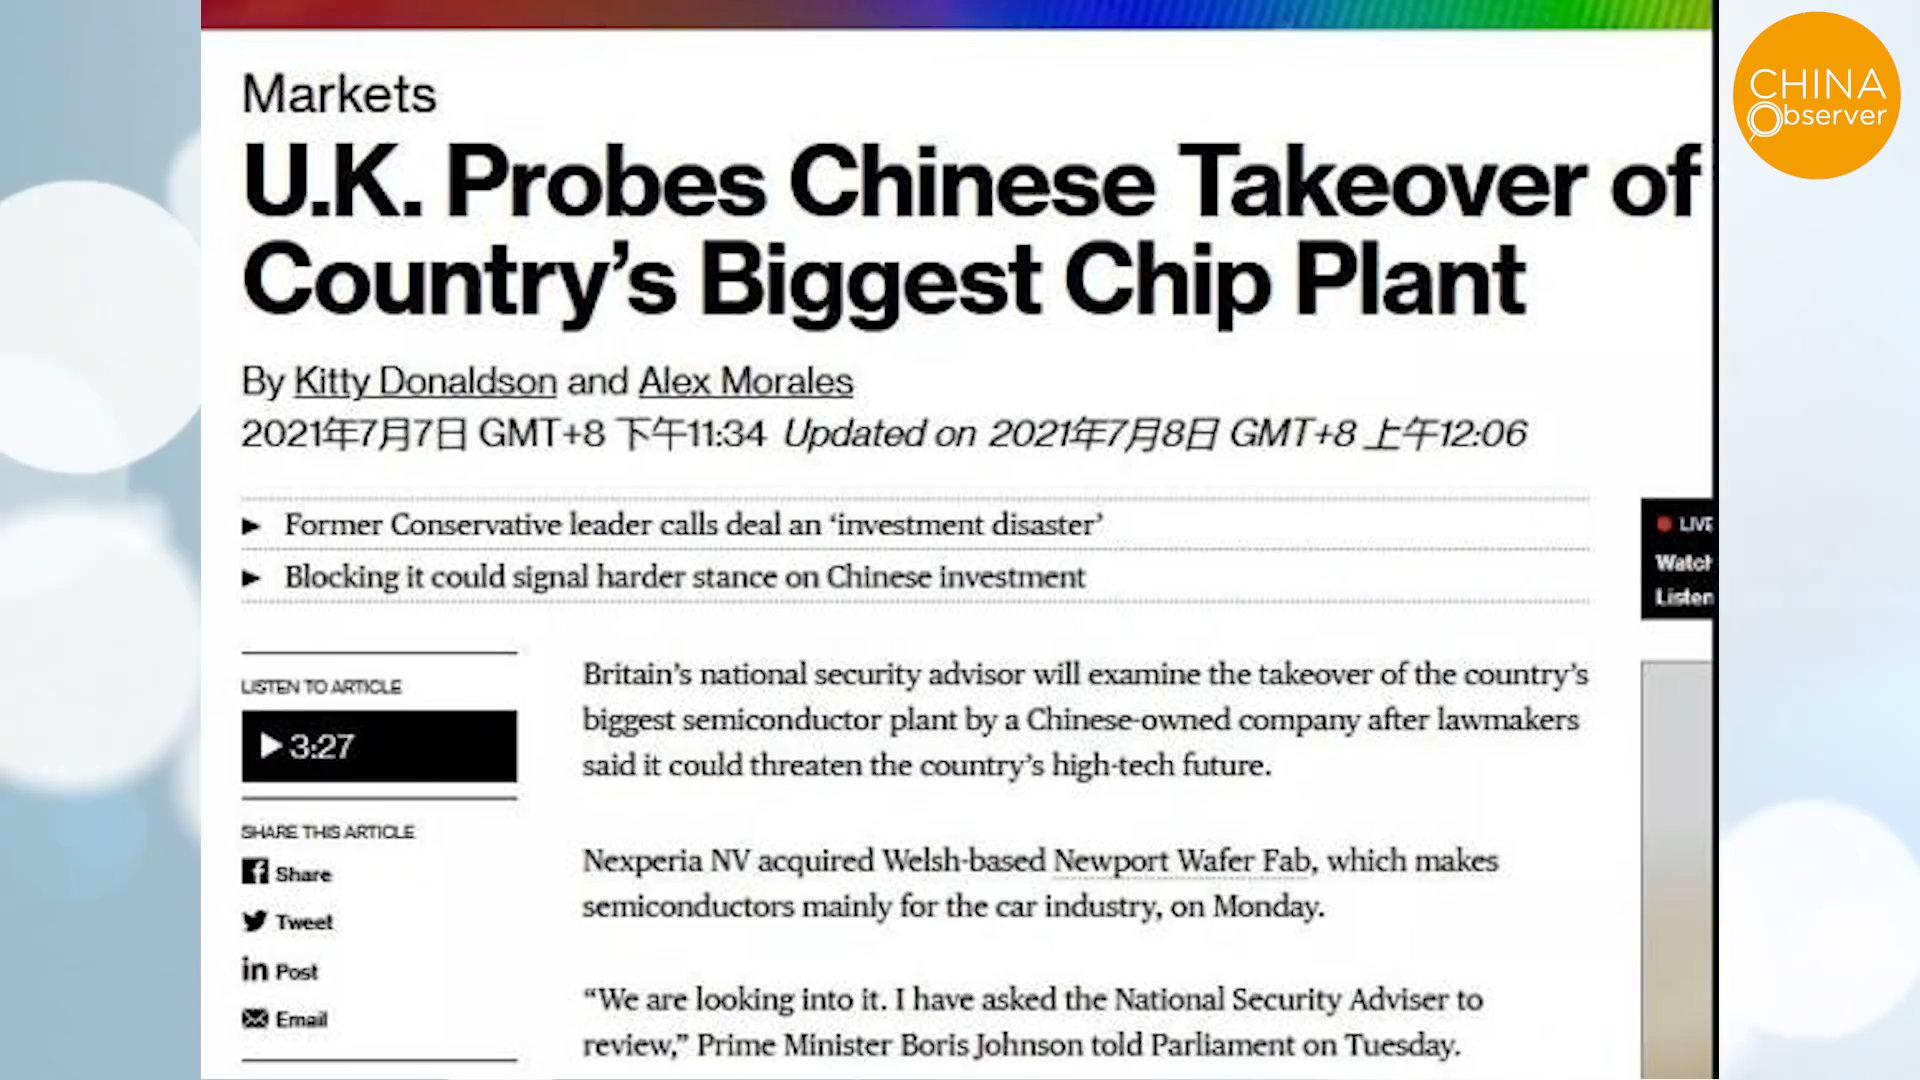 CHINA
Observer
Markets
U.K. Probes Chinese Takeover of
Country’s Biggest Chip Plant
By Kitty Donaldson and Alex Morales
2021年7月7日 GMT+8 下午11:34 Updated on 2021年7月8日 GMT+8 上午12:06
Former Conservative leader calls deal an ‘investment disaster’
Blocking it could signal harder stance on Chinese investment
LIVE
Watch
Listen
LISTEN TO ARTICLE
3:27
SHARE THIS ARTICLE
Share
Tweet
in Post
Email
Britain’s national security advisor will examine the takeover of the country’s
biggest semiconductor plant by a Chinese-owned company after lawmakers
said it could threaten the country’s high-tech future.
Nexperia NV acquired Welsh-based Newport Wafer Fab, which makes
semiconductors mainly for the car industry, on Monday.
“We are looking into it. I have asked the National Security Adviser to
review,” Prime Minister Boris Johnson told Parliament on Tuesday.